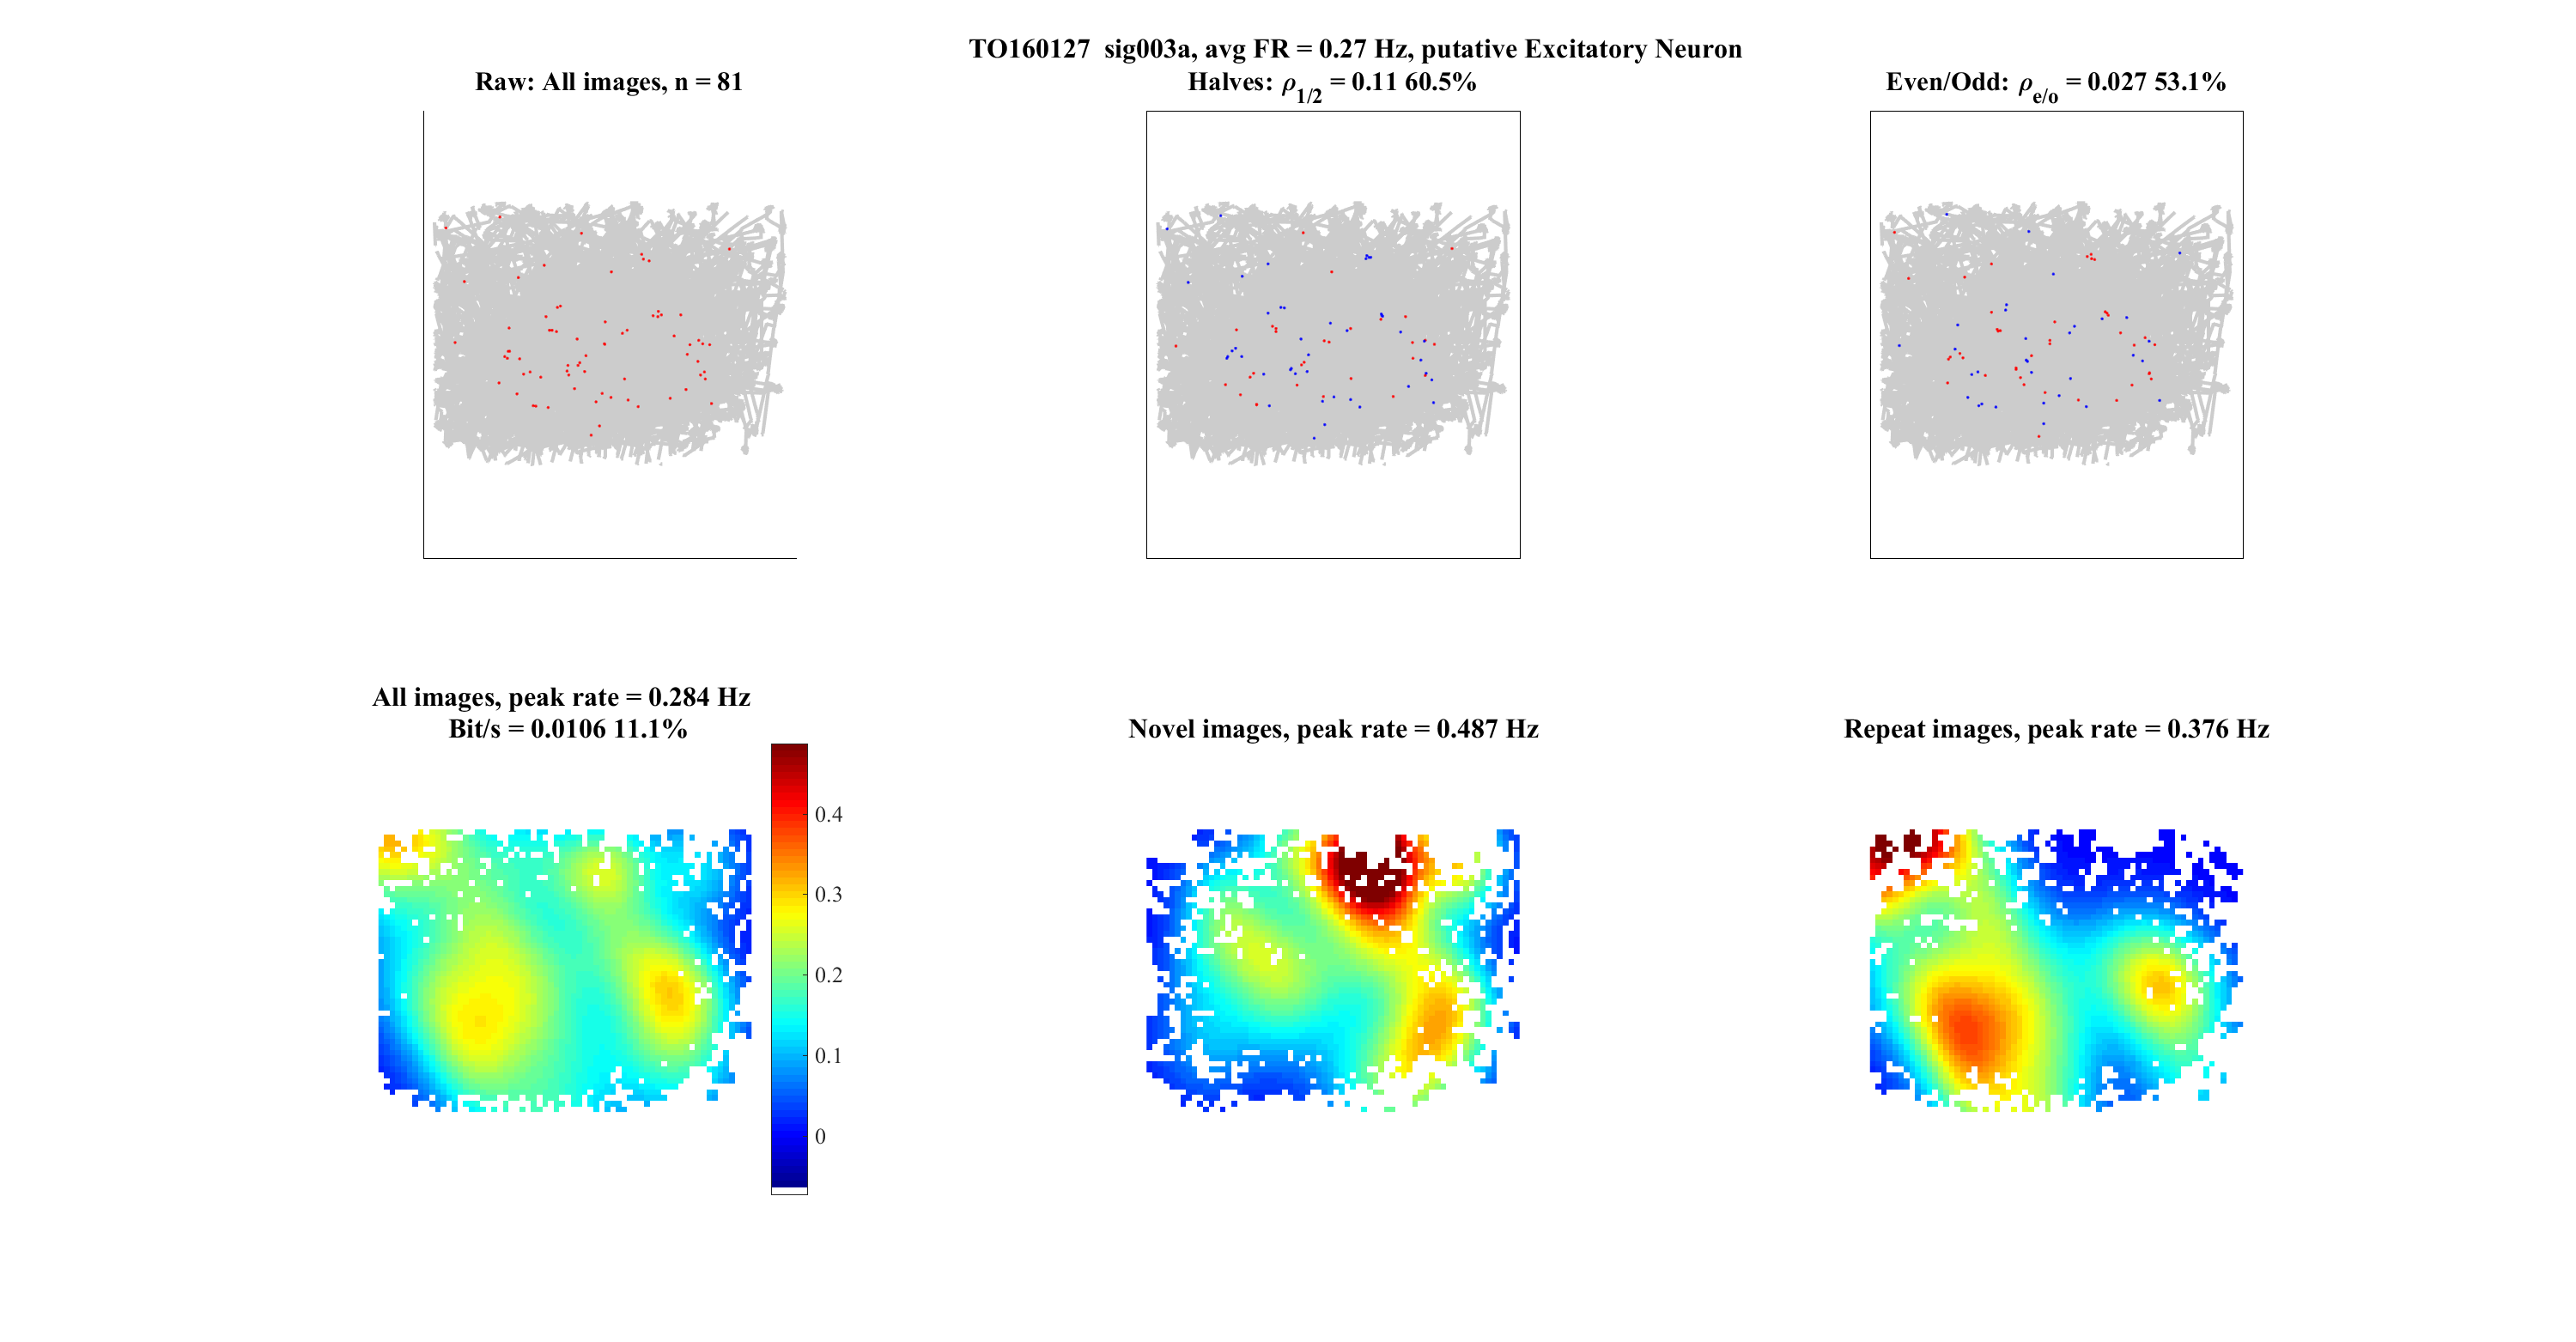 TO160127  sig003a, avg FR = 0.27 Hz, putative Excitatory Neuron
Raw: All images, n = 81
Halves: ρ1/2 = 0.11 60.5%
Even/Odd: ρe/o = 0.027 53.1%
All images, peak rate = 0.284 Hz
Bit/s = 0.0106 11.1%
0.4
0.3
0.2
0.1
0
Novel images, peak rate = 0.487 Hz
Repeat images, peak rate = 0.376 Hz